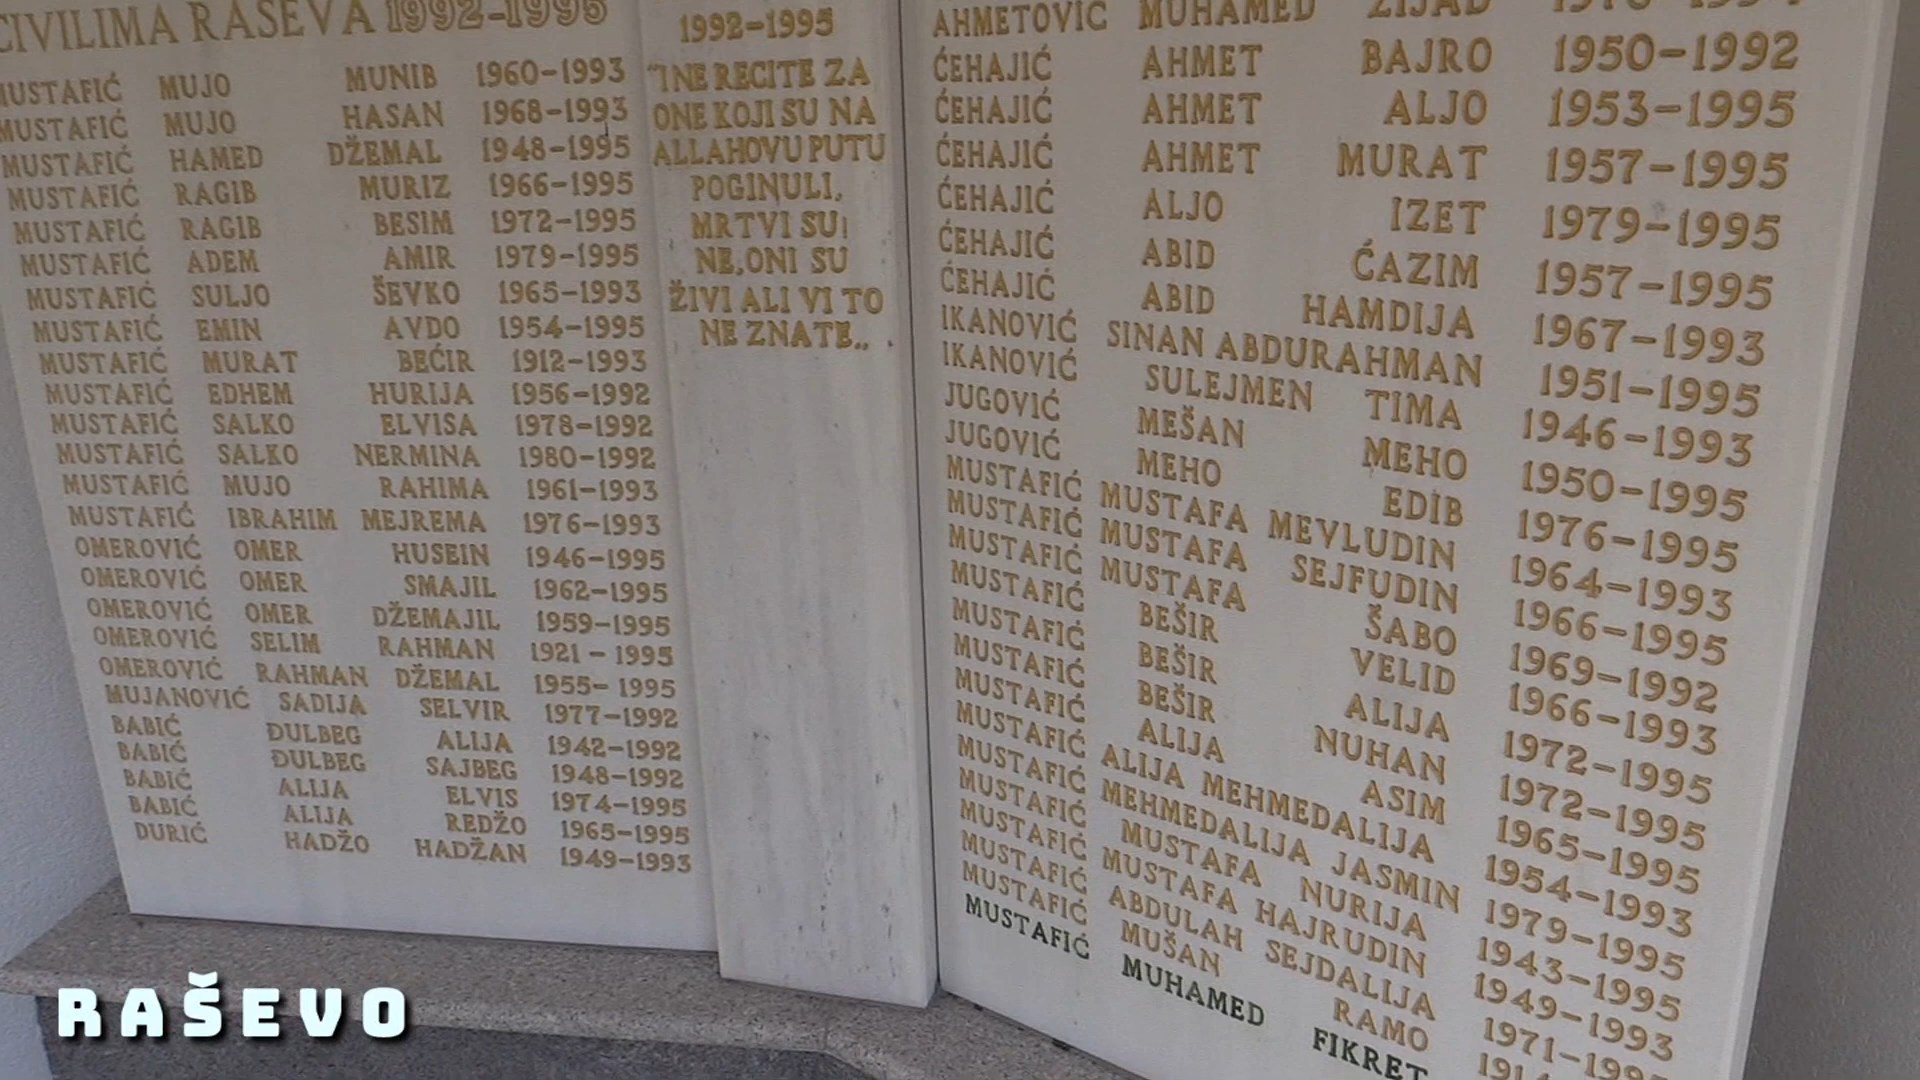 CIVILIMA RAŠEVA 1992-1995
MUSTAFIĆ MUJO MUNIB 1960-1993
MUSTAFIĆ MUJO HASAN 1968-1993
MUSTAFIĆ HAMED DŽEMAL 1948-1995
MUSTAFIĆ RAGIB MURIZ 1966-1995
MUSTAFIĆ RAGIB BESIM 1972-1995
MUSTAFIĆ ADEM AMIR 1979-1995
MUSTAFIĆ SULJO ŠEVKO 1965-1993
MUSTAFIĆ EMIN AVDO 1954-1995
MUSTAFIĆ MURAT BEĆIR 1912-1993
MUSTAFIĆ EDHEM HURIJA 1956-1992
MUSTAFIĆ SALKO ELVISA 1978-1992
MUSTAFIĆ SALKO NERMINA 1980-1992
MUSTAFIĆ MUJO RAHIMA 1961-1993
MUSTAFIĆ IBRAHIM MEJREMA 1976-1993
OMEROVIĆ OMER HUSEIN 1946-1995
OMEROVIĆ OMER SMAJIL 1962-1995
OMEROVIĆ OMER DŽEMAJIL 1959-1995
OMEROVIĆ SELIM RAHMAN 1921-1995
OMEROVIĆ RAHMAN DŽEMAL 1955-1995
MUJANOVIĆ SADIJA SELVIR 1977-1992
BABIĆ ĐULBEG ALIJA 1942-1992
BABIĆ ĐULBEG SAJBEG 1948-1992
BABIĆ ALIJA ELVIS 1974-1995
BABIĆ ALIJA REDŽO 1965-1995
DURIĆ HADŽO HADŽAN 1949-1993
1992-1995
"I NE RECITE ZA
ONE KOJI SU NA
ALLAHOVU PUTU
POGINULI,
MRTVI SU!
NE,ONI SU
ŽIVI ALI VI TO
NE ZNATE,,.
AHMETOVIĆ MUHAMED ZIJAD
ĆEHAJIĆ AHMET BAJRO 1950-1992
ĆEHAJIĆ AHMET ALJO 1953-1995
ĆEHAJIĆ AHMET MURAT 1957-1995
ĆEHAJIĆ ALJO IZET 1979-1995
ĆEHAJIĆ ABID ĆAZIM 1957-1995
ĆEHAJIĆ ABID HAMDIJA 1967-1993
IKANOVIĆ SINAN ABDURAHMAN 1951-1995
IKANOVIĆ SULEJMEN TIMA 1946-1993
JUGOVIĆ MEŠAN MEHO 1950-1995
JUGOVIĆ MEHO EDIB 1976-1995
MUSTAFIĆ MUSTAFA MEVLUDIN 1964-1993
MUSTAFIĆ MUSTAFA SEJFUDIN 1966-1995
MUSTAFIĆ MUSTAFA ŠABO 1969-1992
MUSTAFIĆ BEŠIR VELID 1966-1993
MUSTAFIĆ BEŠIR ALIJA 1972-1995
MUSTAFIĆ BEŠIR NUHAN 1972-1995
MUSTAFIĆ ALIJA ASIM 1965-1995
MUSTAFIĆ ALIJA MEHMEDALIJA 1954-1993
MUSTAFIĆ MEHMEDALIJA JASMIN 1979-1995
MUSTAFIĆ MUSTAFA NURIJA 1943-1995
MUSTAFIĆ MUSTAFA HAJRUDIN 1949-1993
MUSTAFIĆ ABDULAH SEJDALIJA
MUSTAFIĆ MUŠAN RAMO
MUSTAFIĆ MUHAMED FIKRET
RAŠEVO